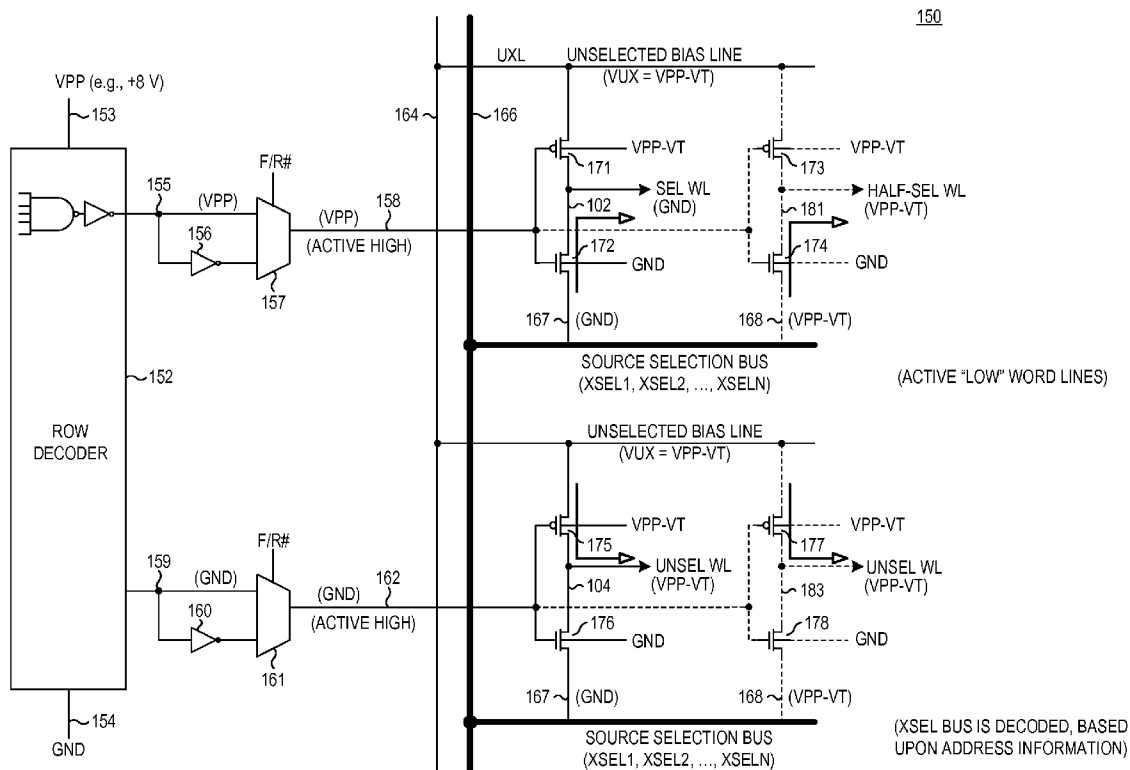 150
UXL
UNSELECTED BIAS LINE
(VUX = VPP-VT)
VPP (e.g., +8 V)
153
164
166
F/R#
VPP-VT
171
VPP-VT
173
155
(VPP)
158
(VPP)
(ACTIVE HIGH)
SEL WL
(GND)
102
HALF-SEL WL
(VPP-VT)
181
156
157
172
GND
174
GND
167
(GND)
168
(VPP-VT)
152
SOURCE SELECTION BUS
(XSEL1, XSEL2, ..., XSELN)
(ACTIVE "LOW" WORD LINES)
ROW
DECODER
UNSELECTED BIAS LINE
(VUX = VPP-VT)
F/R#
VPP-VT
175
VPP-VT
177
159
(GND)
162
(GND)
(ACTIVE HIGH)
UNSEL WL
(VPP-VT)
104
UNSEL WL
(VPP-VT)
183
160
161
176
GND
178
GND
154
GND
167
(GND)
168
(VPP-VT)
SOURCE SELECTION BUS
(XSEL1, XSEL2, ..., XSELN)
(XSEL BUS IS DECODED, BASED
UPON ADDRESS INFORMATION)